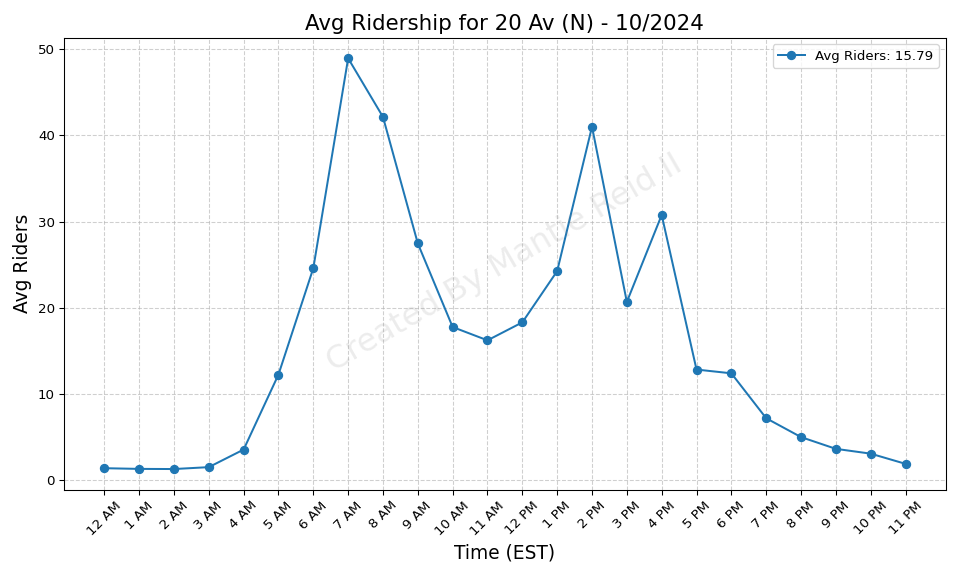 Avg Ridership for 20 Av (N) - 10/2024
Avg Riders: 15.79
50
40
30
20
10
0
Avg Riders
Created By Mantie Reid II
12 AM
1 AM
2 AM
3 AM
4 AM
5 AM
6 AM
7 AM
8 AM
9 AM
10 AM
11 AM
12 PM
1 PM
2 PM
3 PM
4 PM
5 PM
6 PM
7 PM
8 PM
9 PM
10 PM
11 PM
Time (EST)